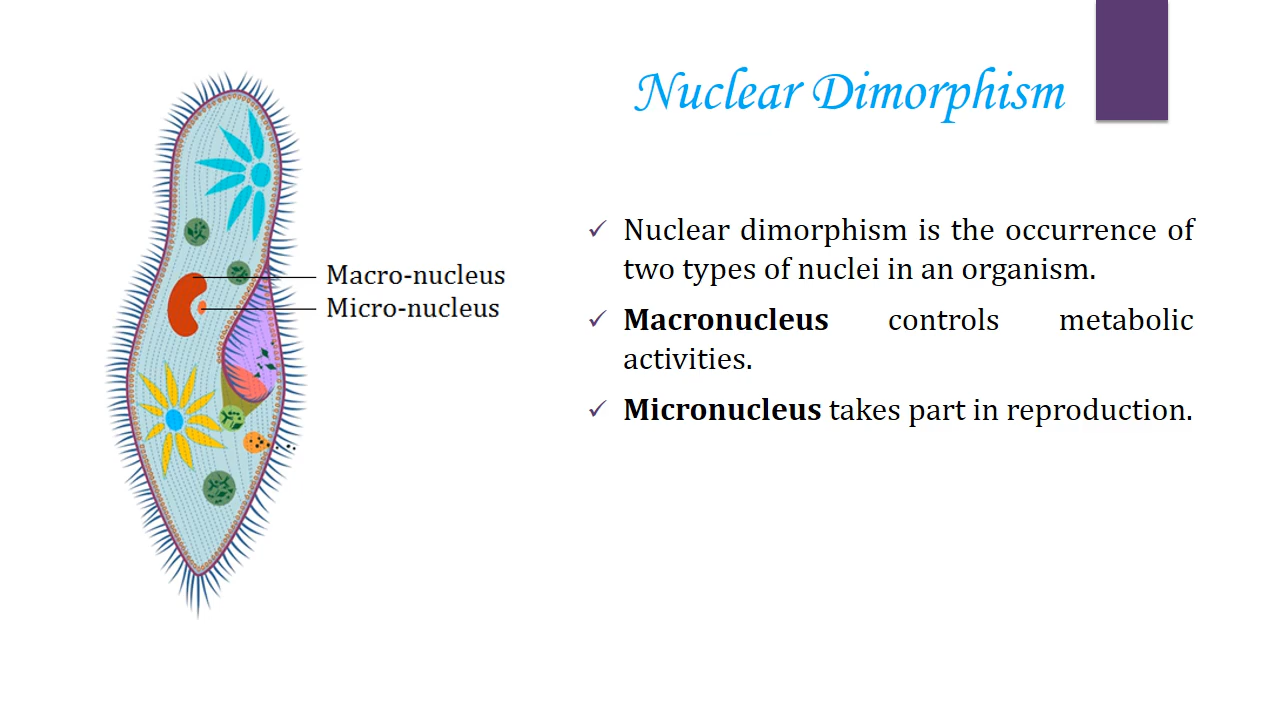 Nuclear Dimorphism
Macro-nucleus
Micro-nucleus
✓ Nuclear dimorphism is the occurrence of
two types of nuclei in an organism.
✓ Macronucleus controls metabolic
activities.
✓ Micronucleus takes part in reproduction.